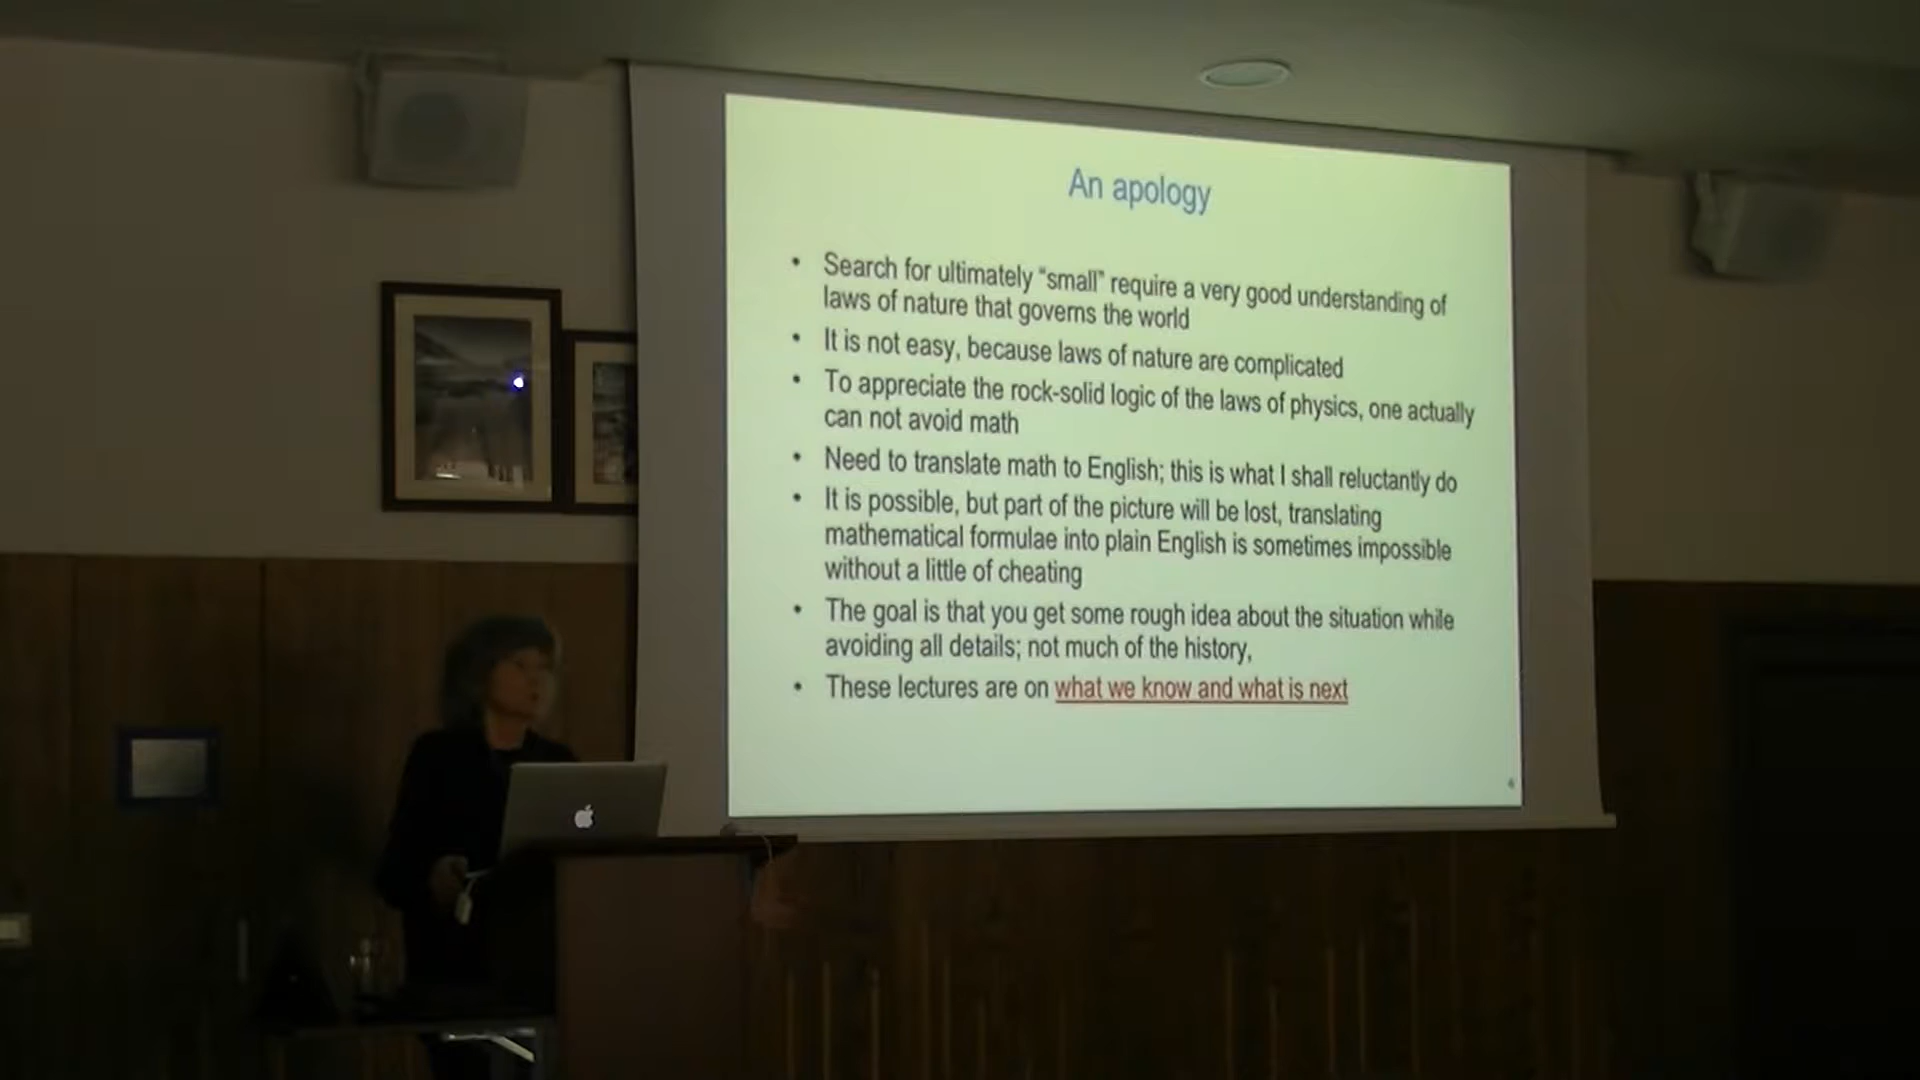 An apology
• Search for ultimately “small” require a very good understanding of
laws of nature that governs the world
• It is not easy, because laws of nature are complicated
• To appreciate the rock-solid logic of the laws of physics, one actually
can not avoid math
• Need to translate math to English; this is what I shall reluctantly do
• It is possible, but part of the picture will be lost, translating
mathematical formulae into plain English is sometimes impossible
without a little of cheating
• The goal is that you get some rough idea about the situation while
avoiding all details; not much of the history,
• These lectures are on what we know and what is next